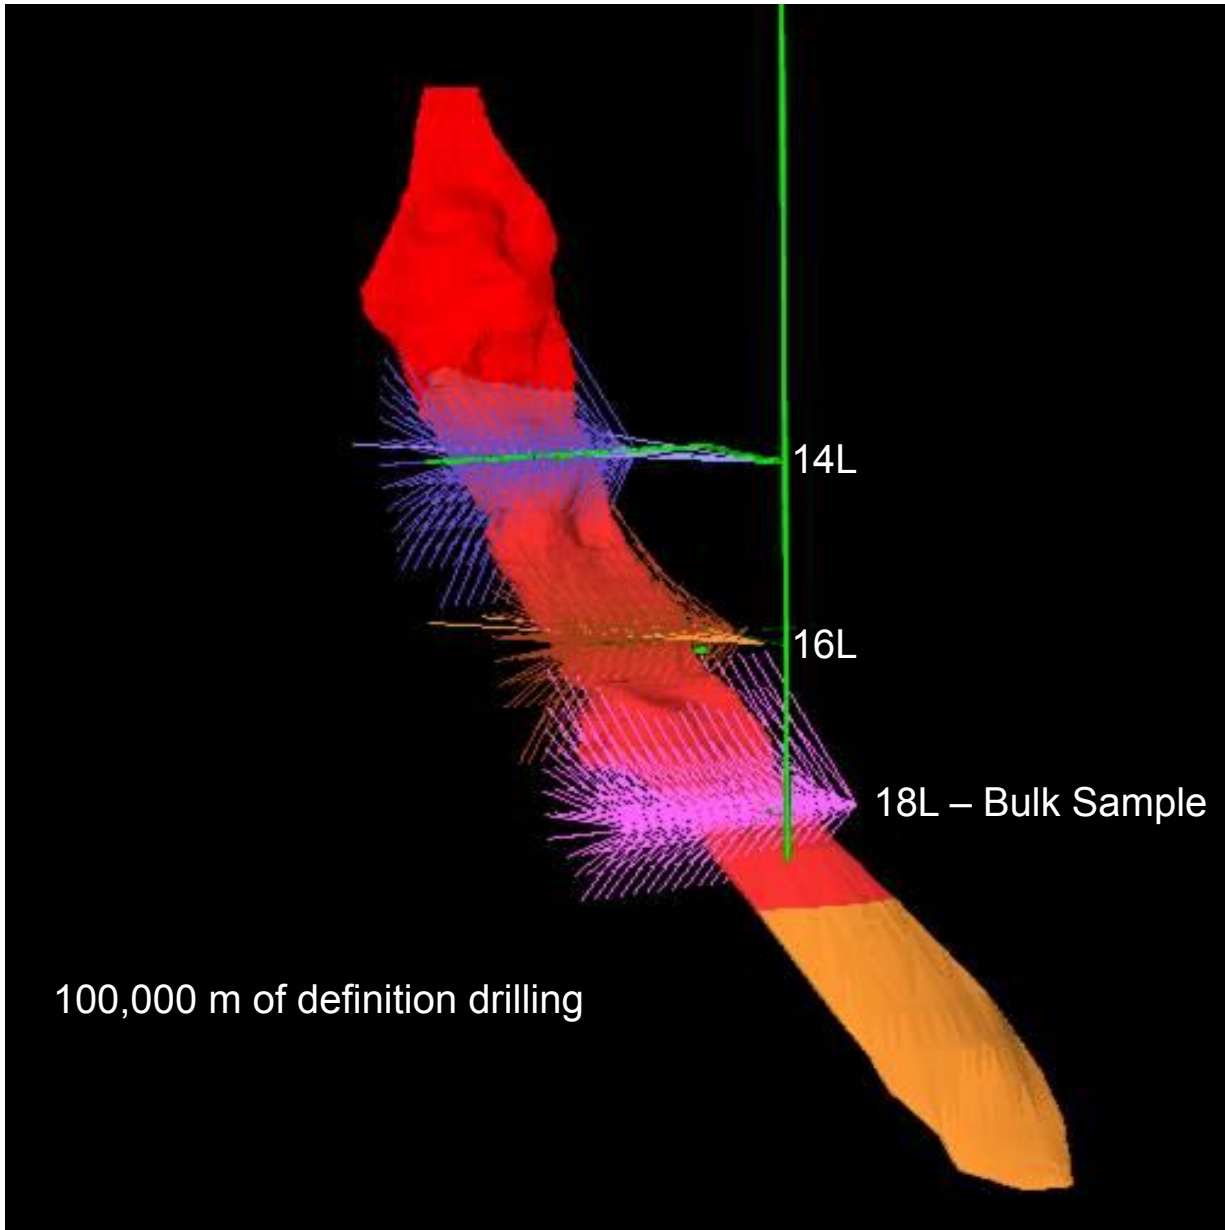 14L
16L
18L – Bulk Sample
100,000 m of definition drilling